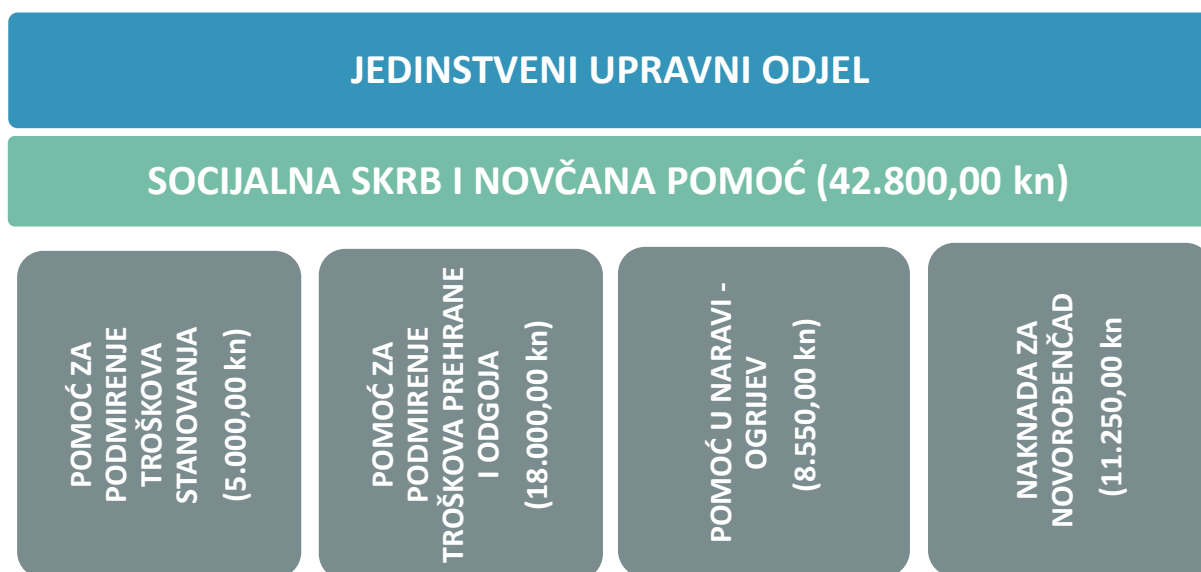 JEDINSTVENI UPRAVNI ODJEL
SOCIJALNA SKRB I NOVČANA POMOĆ (42.800,00 kn)
POMOĆ ZA
PODMIRENJE
TROŠKOVA
STANOVANJA
(5.000,00 kn)
POMOĆ ZA
PODMIRENJE
TROŠKOVA PREHRANE
I ODGOJA
(18.000,00 kn)
POMOĆ U NARAVI -
OGRIJEV
(8.550,00 kn)
NAKNADA ZA
NOVOROĐENČAD
(11.250,00 kn